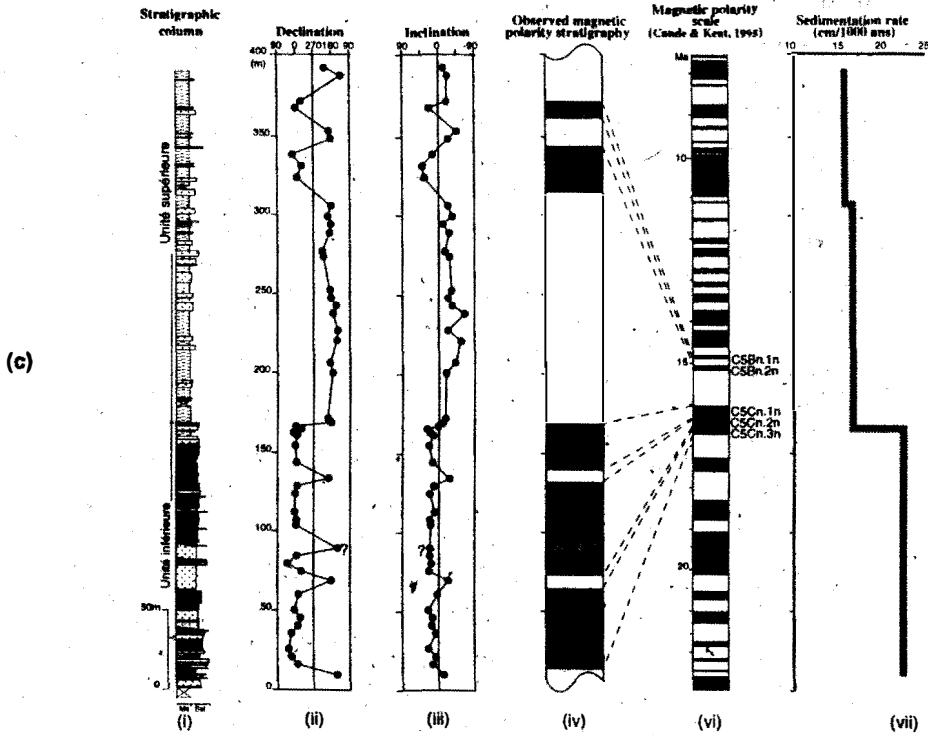 Stratigraphic column
Declination
Inclination
Observed magnetic polarity stratigraphy
Magnetic polarity scale
(Cande & Kent, 1995)
Sedimentation rate
(cm/1000 ans)
90 0 270 180 90
90 0 -90
Ma
10 15 20 25
400
(m)
350
300
250
200
150
100
50
0
Unité supérieure
Unité inférieure
50m
0
?
?
10
15
20
C5Bn.1n
C5Bn.2n
C5Cn.1n
C5Cn.2n
C5Cn.3n
(c)
(i)
(ii)
(iii)
(iv)
(vi)
(vii)